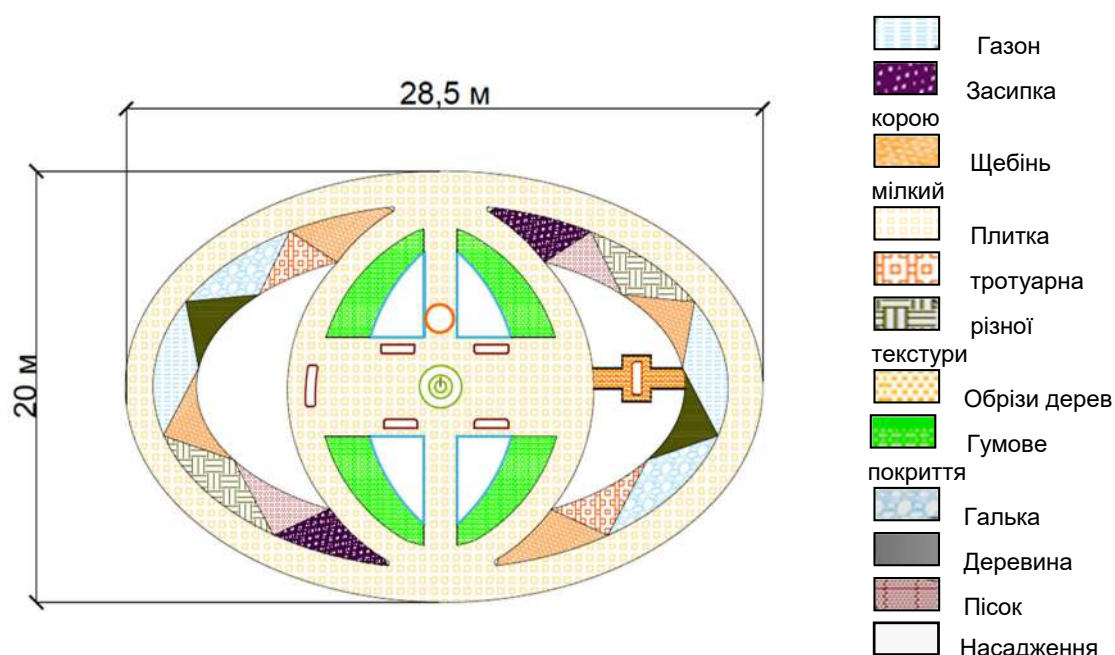 28,5 м
20 м
Газон
Засипка
корою
Щебінь
мілкий
Плитка
тротуарна
різної
текстури
Обрізи дерев
Гумове
покриття
Галька
Деревина
Пісок
Насадження